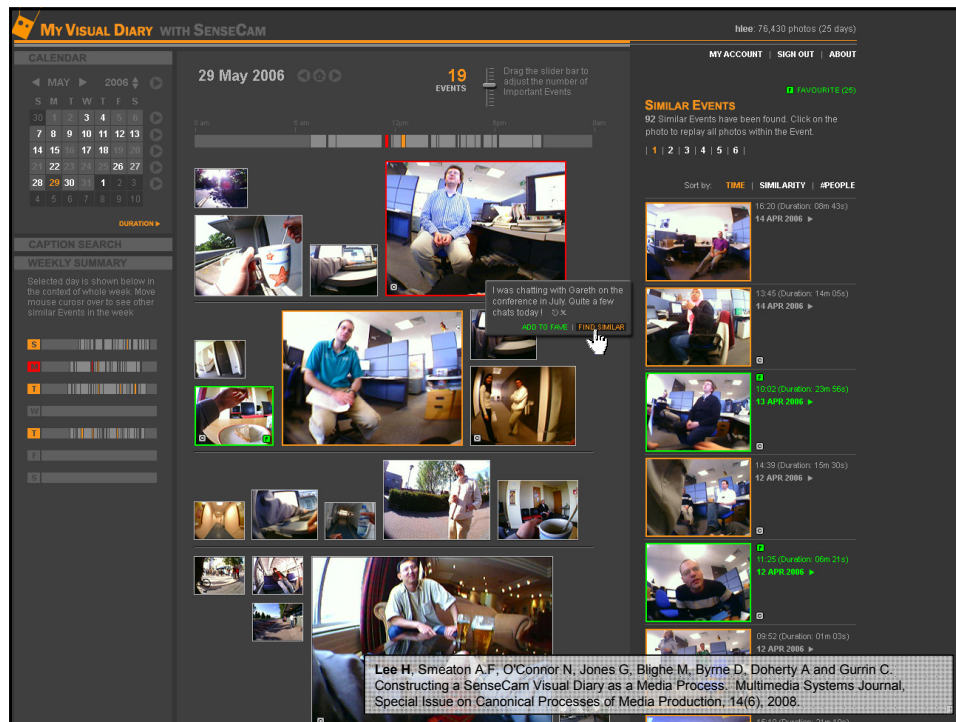 MY VISUAL DIARY WITH SENSECAM
hlee: 76,430 photos (25 days)
MY ACCOUNT | SIGN OUT | ABOUT
CALENDAR
MAY 2006
S M T W T F S
30 1 2 3 4 5 6
7 8 9 10 11 12 13
14 15 16 17 18 19 20
21 22 23 24 25 26 27
28 29 30 31 1 2 3
4 5 6 7 8 9 10
DURATION
CAPTION SEARCH
WEEKLY SUMMARY
Selected day is shown below in
the context of whole week. Move
mouse curosr over to see other
similar Events in the week
S
M
T
W
T
F
S
29 May 2006
19
EVENTS
Drag the slider bar to
adjust the number of
Important Events
12pm
C
I was chatting with Gareth on the
conference in July. Quite a few
chats today !
ADD TO FAVE | FIND SIMILAR
C F
C
F FAVOURITE (25)
SIMILAR EVENTS
92 Similar Events have been found. Click on the
photo to replay all photos within the Event.
| 1 | 2 | 3 | 4 | 5 | 6 |
Sort by: TIME | SIMILARITY | #PEOPLE
16:20 (Duration: 08m 43s)
14 APR 2006
13:45 (Duration: 14m 05s)
14 APR 2006
C
F
10:02 (Duration: 23m 56s)
13 APR 2006
C
14:39 (Duration: 15m 30s)
12 APR 2006
C
F
11:25 (Duration: 06m 21s)
12 APR 2006
C
09:52 (Duration: 01m 03s)
12 APR 2006
Lee H, Smeaton A.F, O'Connor N, Jones G, Blighe M, Byrne D, Doherty A and Gurrin C.
Constructing a SenseCam Visual Diary as a Media Process. Multimedia Systems Journal,
Special Issue on Canonical Processes of Media Production, 14(6), 2008.
C